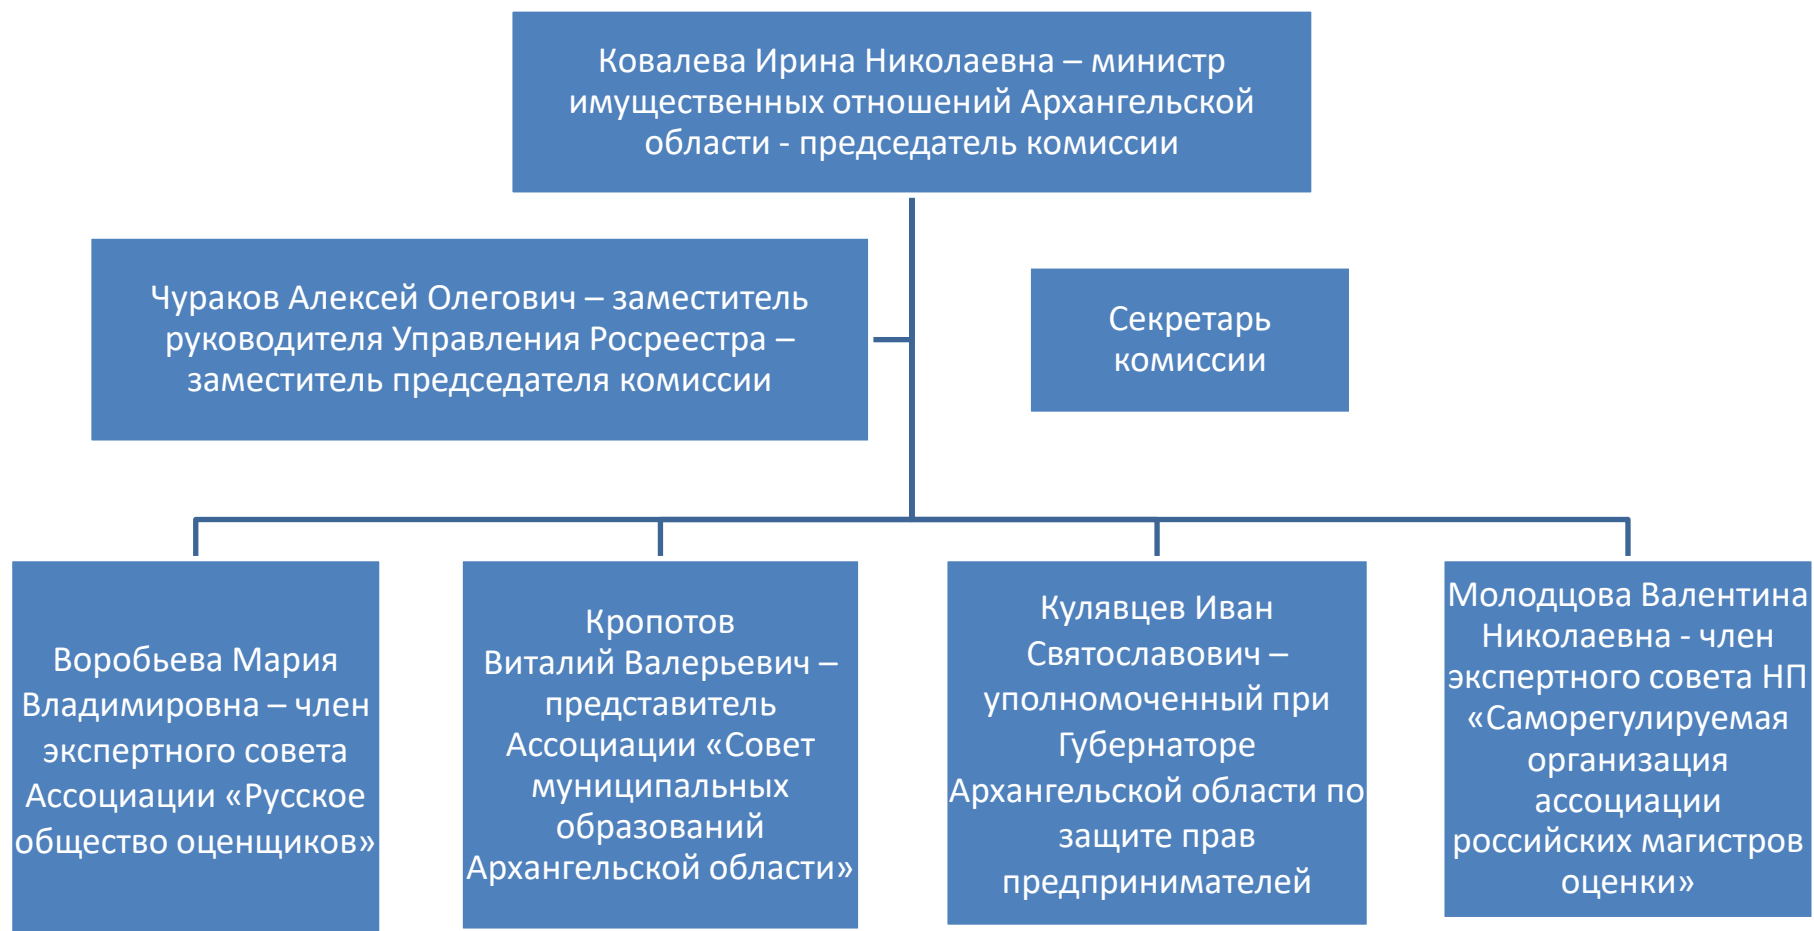 Ковалева Ирина Николаевна – министр
имущественных отношений Архангельской
области - председатель комиссии
Чураков Алексей Олегович – заместитель
руководителя Управления Росреестра –
заместитель председателя комиссии
Секретарь
комиссии
Воробьева Мария
Владимировна – член
экспертного совета
Ассоциации «Русское
общество оценщиков»
Кропотов
Виталий Валерьевич –
представитель
Ассоциации «Совет
муниципальных
образований
Архангельской области»
Кулявцев Иван
Святославович –
уполномоченный при
Губернаторе
Архангельской области по
защите прав
предпринимателей
Молодцова Валентина
Николаевна - член
экспертного совета НП
«Саморегулируемая
организация
ассоциации
российских магистров
оценки»